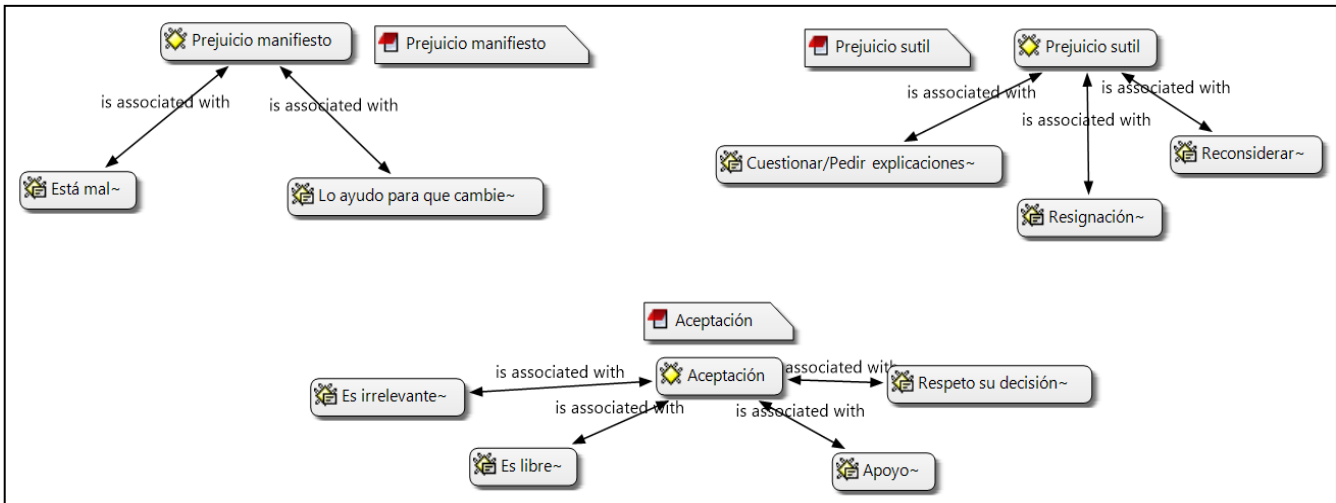 Prejuicio manifiesto
Prejuicio manifiesto
Prejuicio sutil
Prejuicio sutil
is associated with
is associated with
is associated with
is associated with
is associated with
Está mal~
Lo ayudo para que cambie~
Cuestionar/Pedir explicaciones~
Reconsiderar~
Resignación~
Aceptación
Aceptación
is associated with
associated with
Es irrelevante~
Respeto su decisión~
is associated with
is associated with
Es libre~
Apoyo~